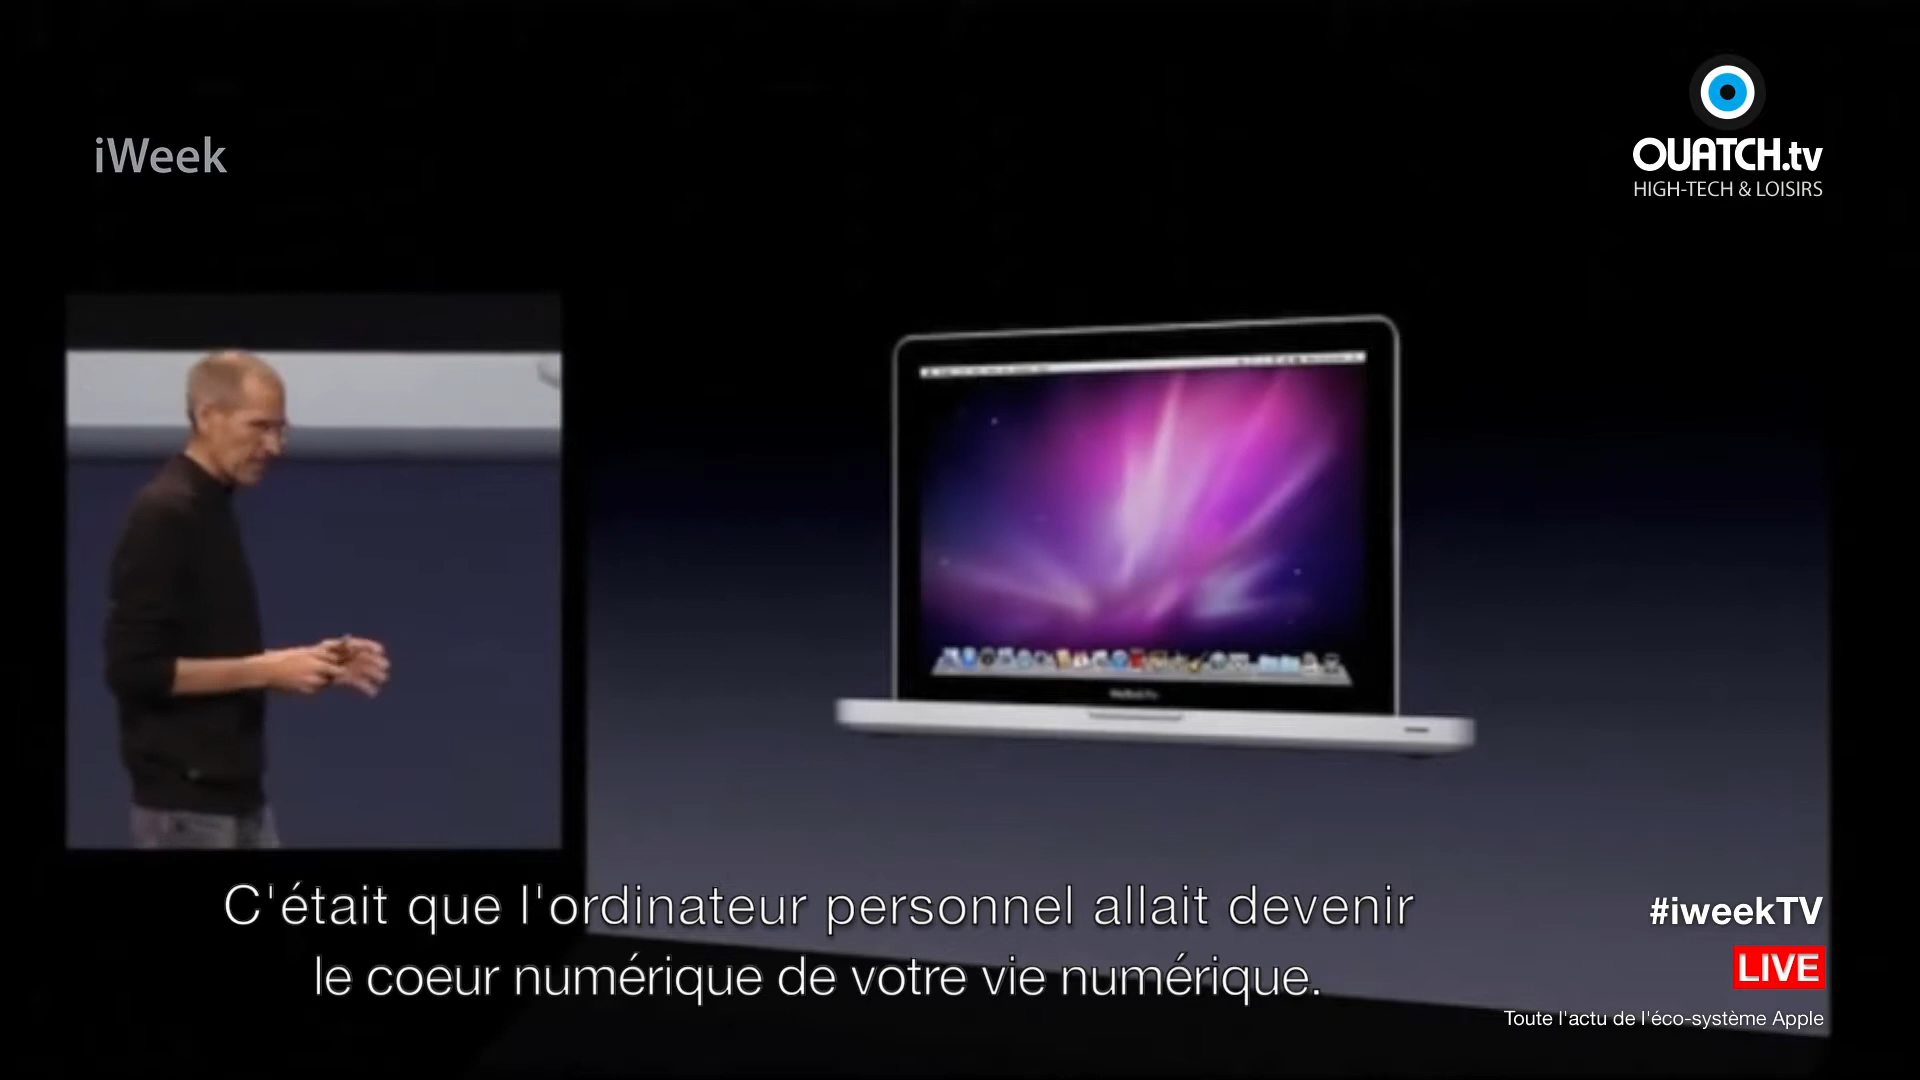 iWeek
OUATCH.tv
HIGH-TECH & LOISIRS
C'était que l'ordinateur personnel allait devenir
le coeur numérique de votre vie numérique.
#iweekTV
LIVE
Toute l'actu de l'éco-système Apple